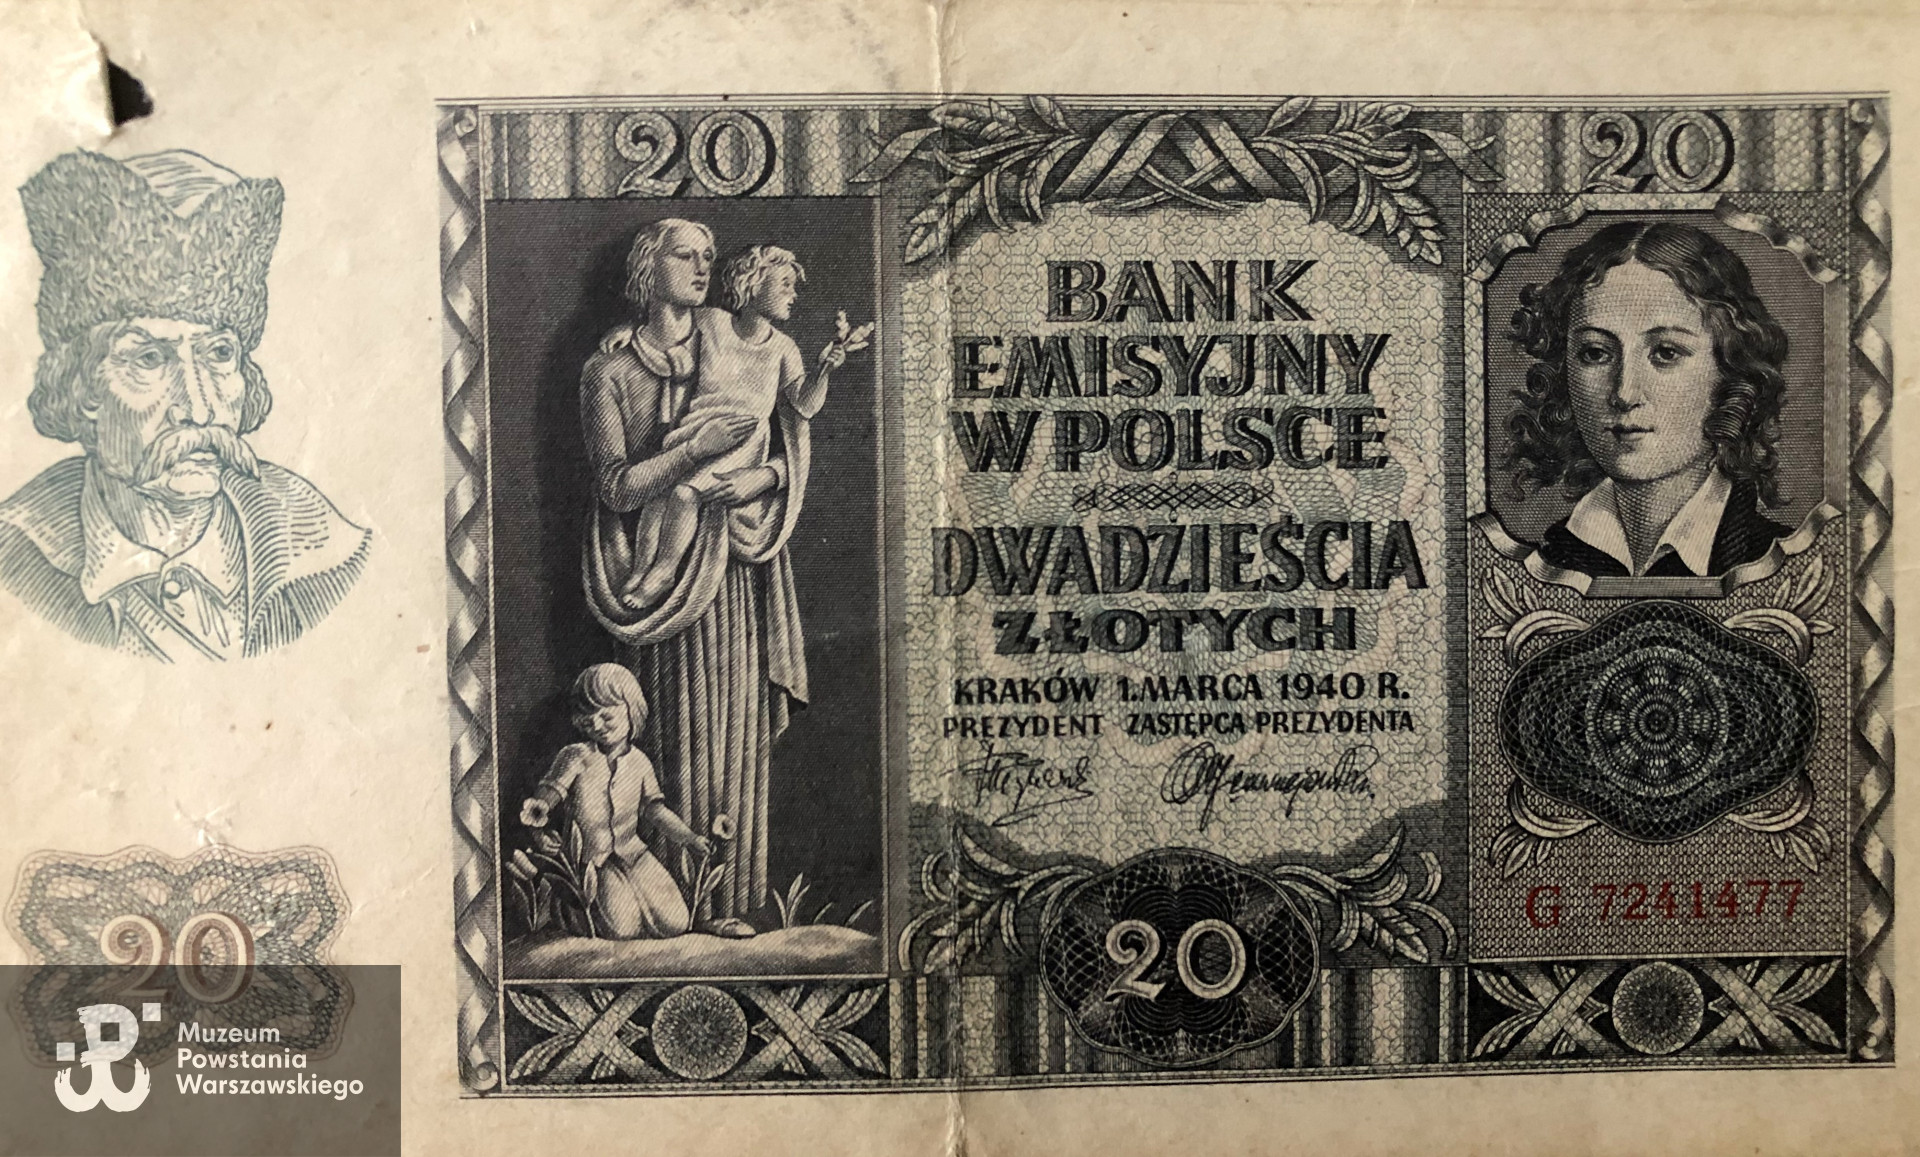 20
20
BANK
EMISYJNY
W POLSCE
DWADZIEŚCIA
ZŁOTYCH
KRAKÓW 1. MARCA 1940 R.
PREZYDENT ZASTĘPCA PREZYDENTA
G 7241477
20
20
Muzeum
Powstania
Warszawskiego